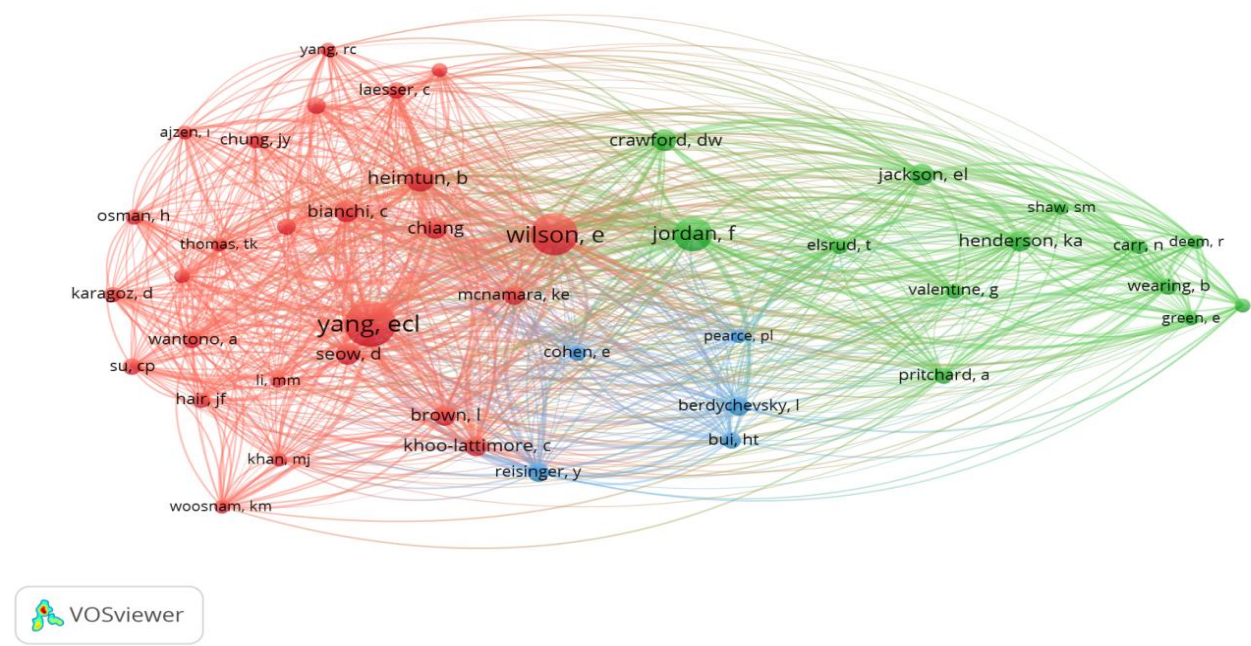 yang, rc
laesser, c
ajzen, i
chung, jy
crawford, dw
heimtun, b
jackson, el
osman, h
bianchi, c
chiang
shaw, sm
thomas, tk
wilson, e
jordan, f
elsrud, t
henderson, ka
carr, n
deem, r
karagoz, d
mcnamara, ke
valentine, g
wearing, b
green, e
yang, ecl
wantono, a
seow, d
cohen, e
pearce, pl
su, cp
li, mm
pritchard, a
hair, jf
brown, l
berdychevsky, l
khoo-lattimore, c
bui, ht
khan, mj
reisinger, y
woosnam, km
VOSviewer